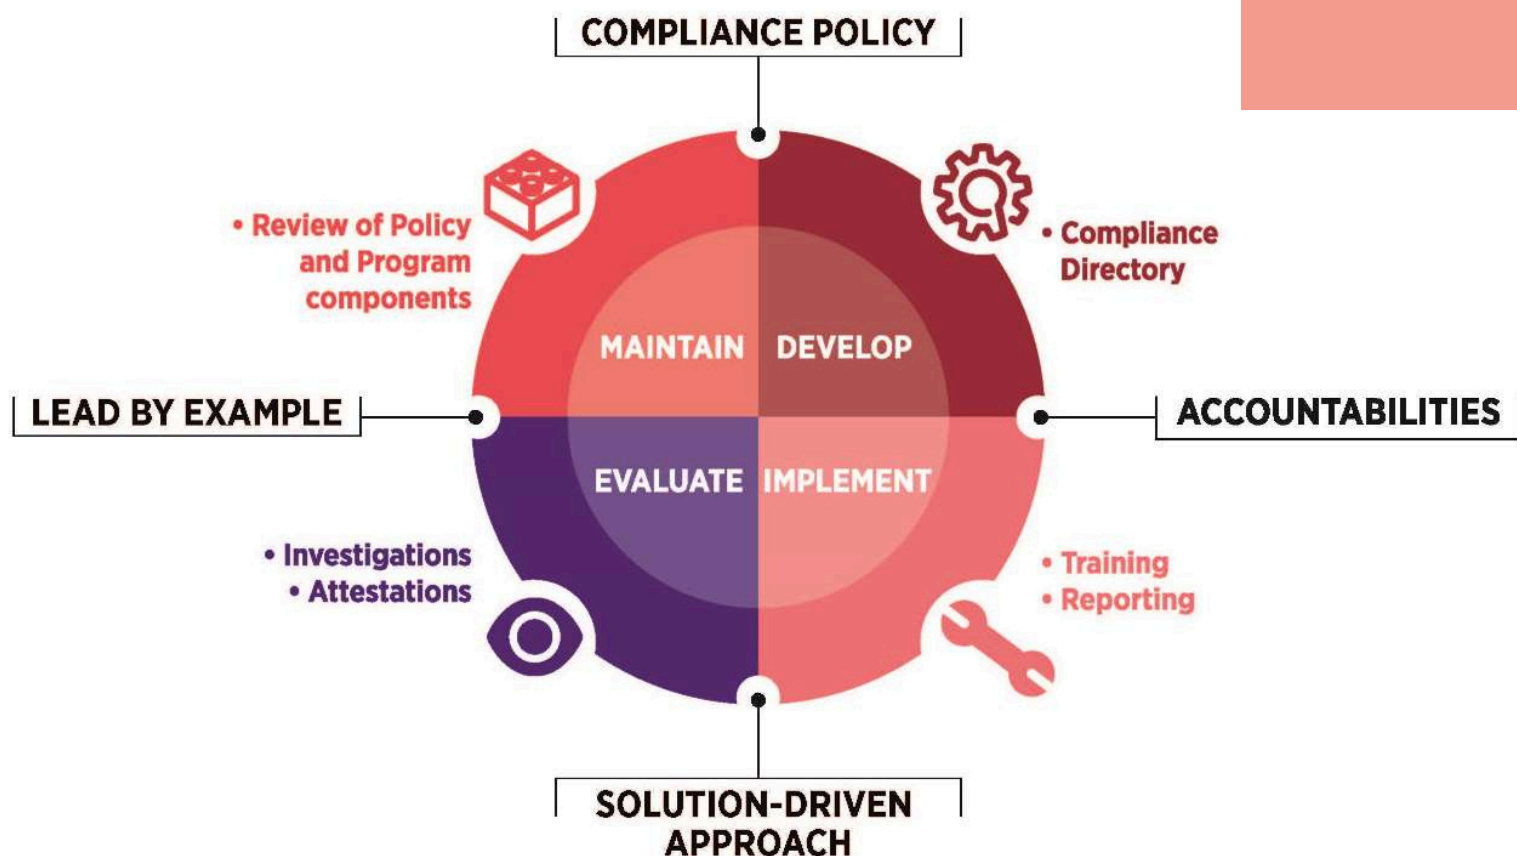 COMPLIANCE POLICY
• Review of Policy
and Program
components
• Compliance
Directory
MAINTAIN
DEVELOP
LEAD BY EXAMPLE
ACCOUNTABILITIES
EVALUATE
IMPLEMENT
• Investigations
• Attestations
• Training
• Reporting
SOLUTION-DRIVEN
APPROACH